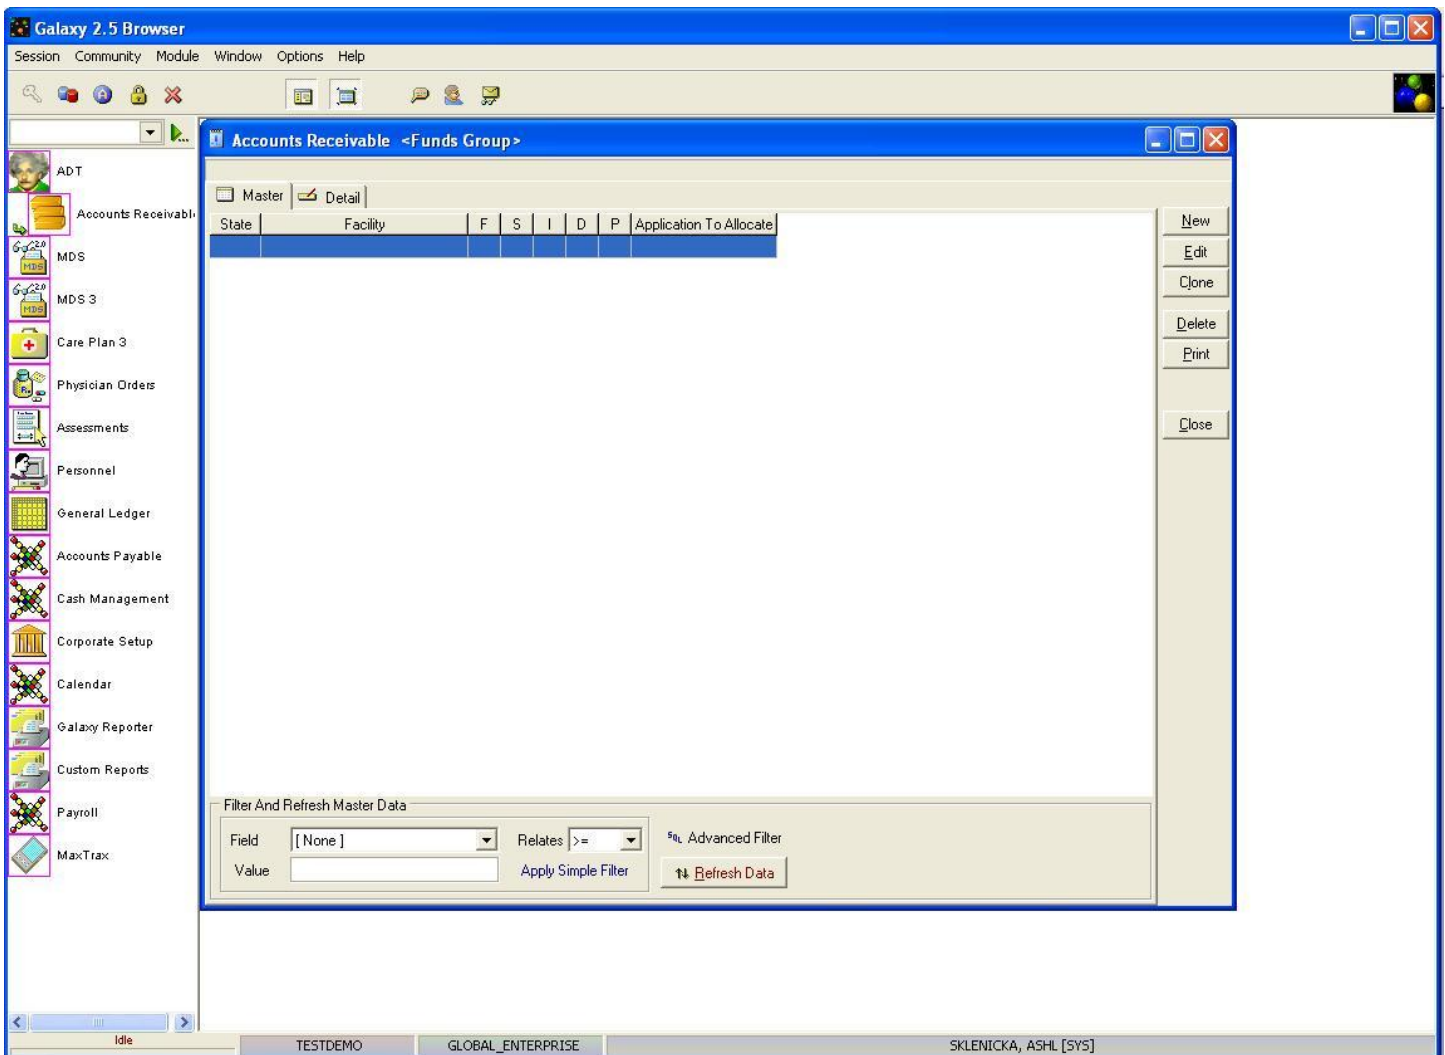 Galaxy 2.5 Browser
Session Community Module Window Options Help
Accounts Receivable <Funds Group>
ADT
Accounts Receivabl
MDS
MDS 3
Care Plan 3
Physician Orders
Assessments
Personnel
General Ledger
Accounts Payable
Cash Management
Corporate Setup
Calendar
Galaxy Reporter
Custom Reports
Payroll
MaxTrax
Master Detail
State Facility F S I D P Application To Allocate
New
Edit
Clone
Delete
Print
Close
Filter And Refresh Master Data
Field [ None ] Relates >= SQL Advanced Filter
Value Apply Simple Filter Refresh Data
Idle TESTDEMO GLOBAL_ENTERPRISE SKLENICKA, ASHL [SYS]